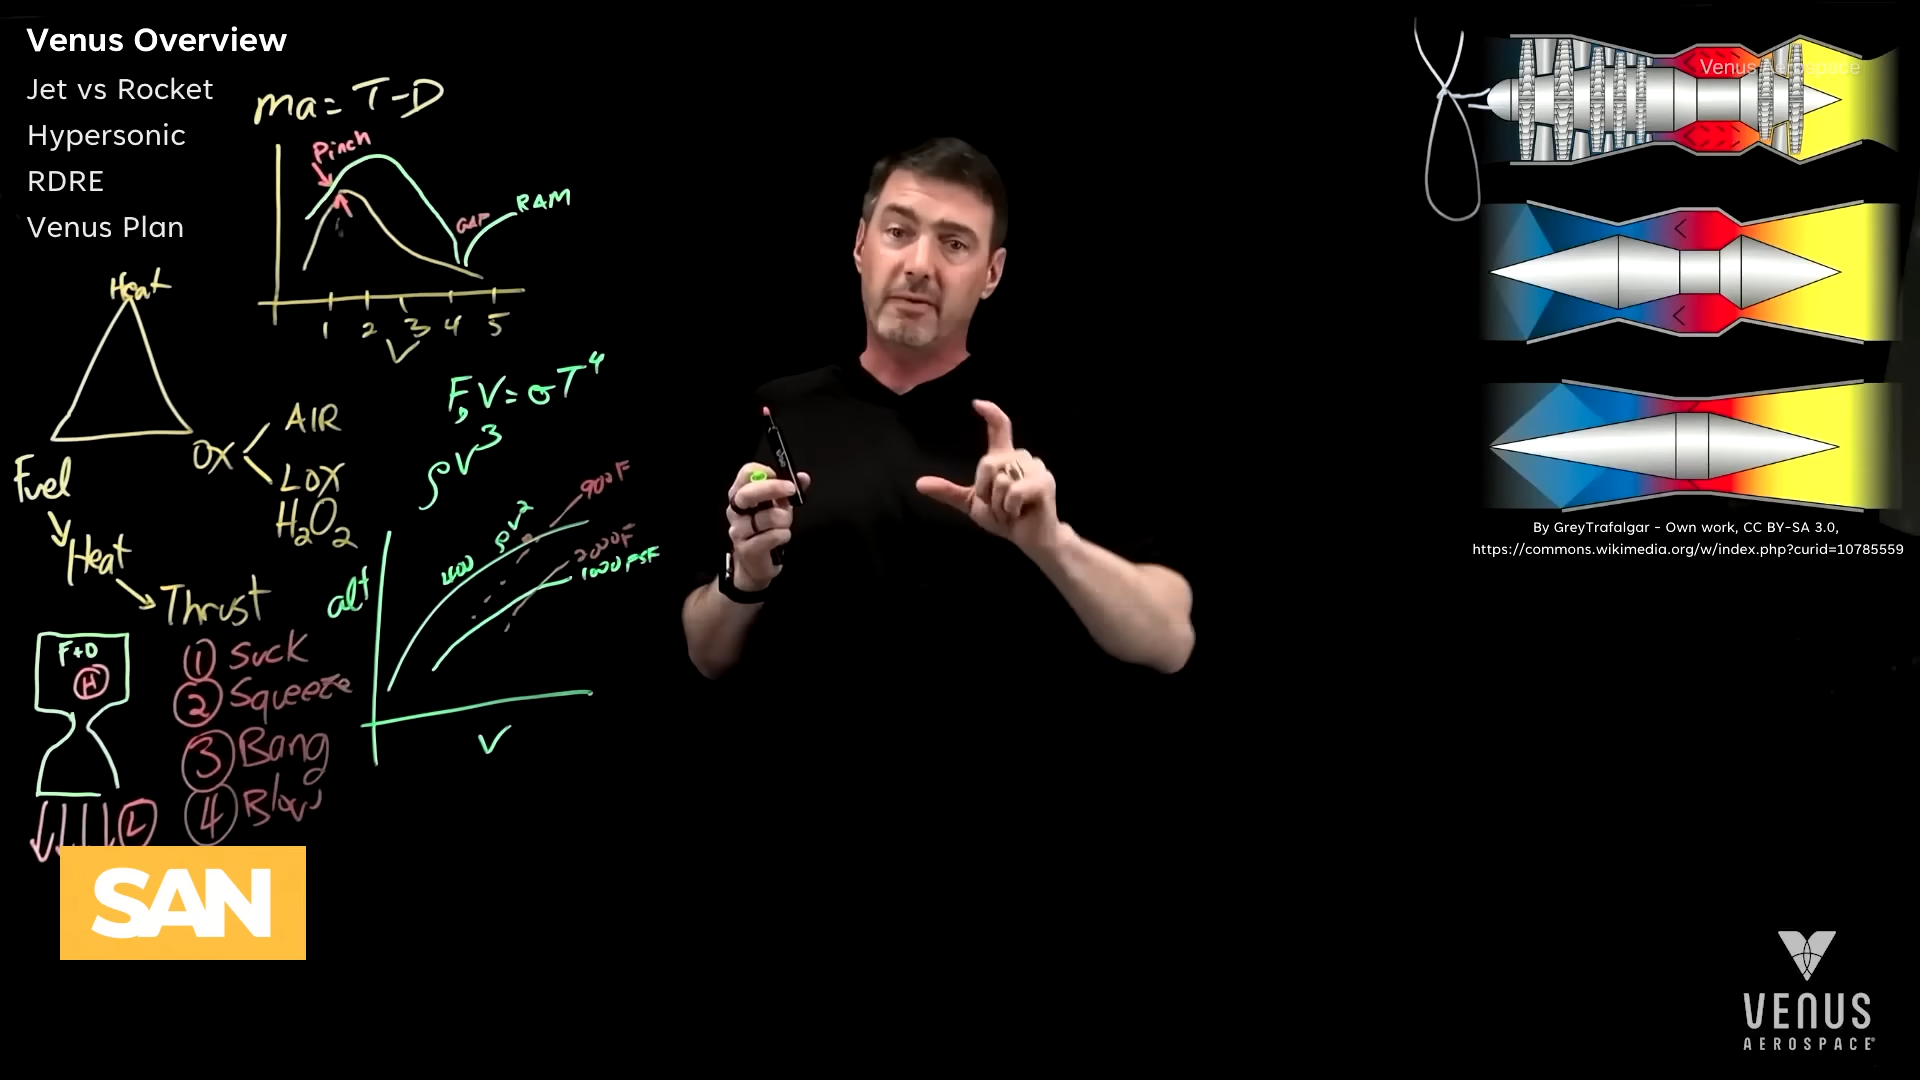 Venus Overview
Jet vs Rocket
Hypersonic
RDRE
Venus Plan
ma = T-D
Pinch
GAP
RAM
1 2 3 4 5
V
Heat
Fuel
OX
AIR
LOX
H2O2
Heat
Thrust
F+O
H
L
1 Suck
2 Squeeze
3 Bang
4 Blow
V = σT⁴
ρV³
900F
ρV²
2000F
1000 PSF
alt
V
SAN
Venus Aerospace
By GreyTrafalgar - Own work, CC BY-SA 3.0,
https://commons.wikimedia.org/w/index.php?curid=10785559
VENUS
AEROSPACE